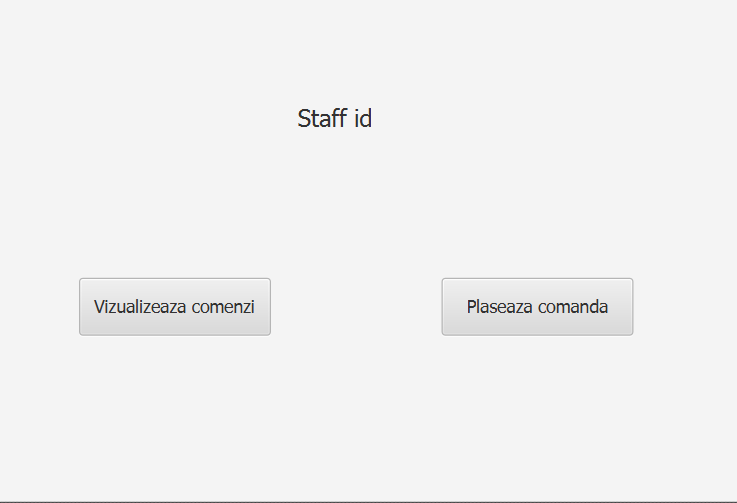 Staff id
Vizualizeaza comenzi
Plaseaza comanda